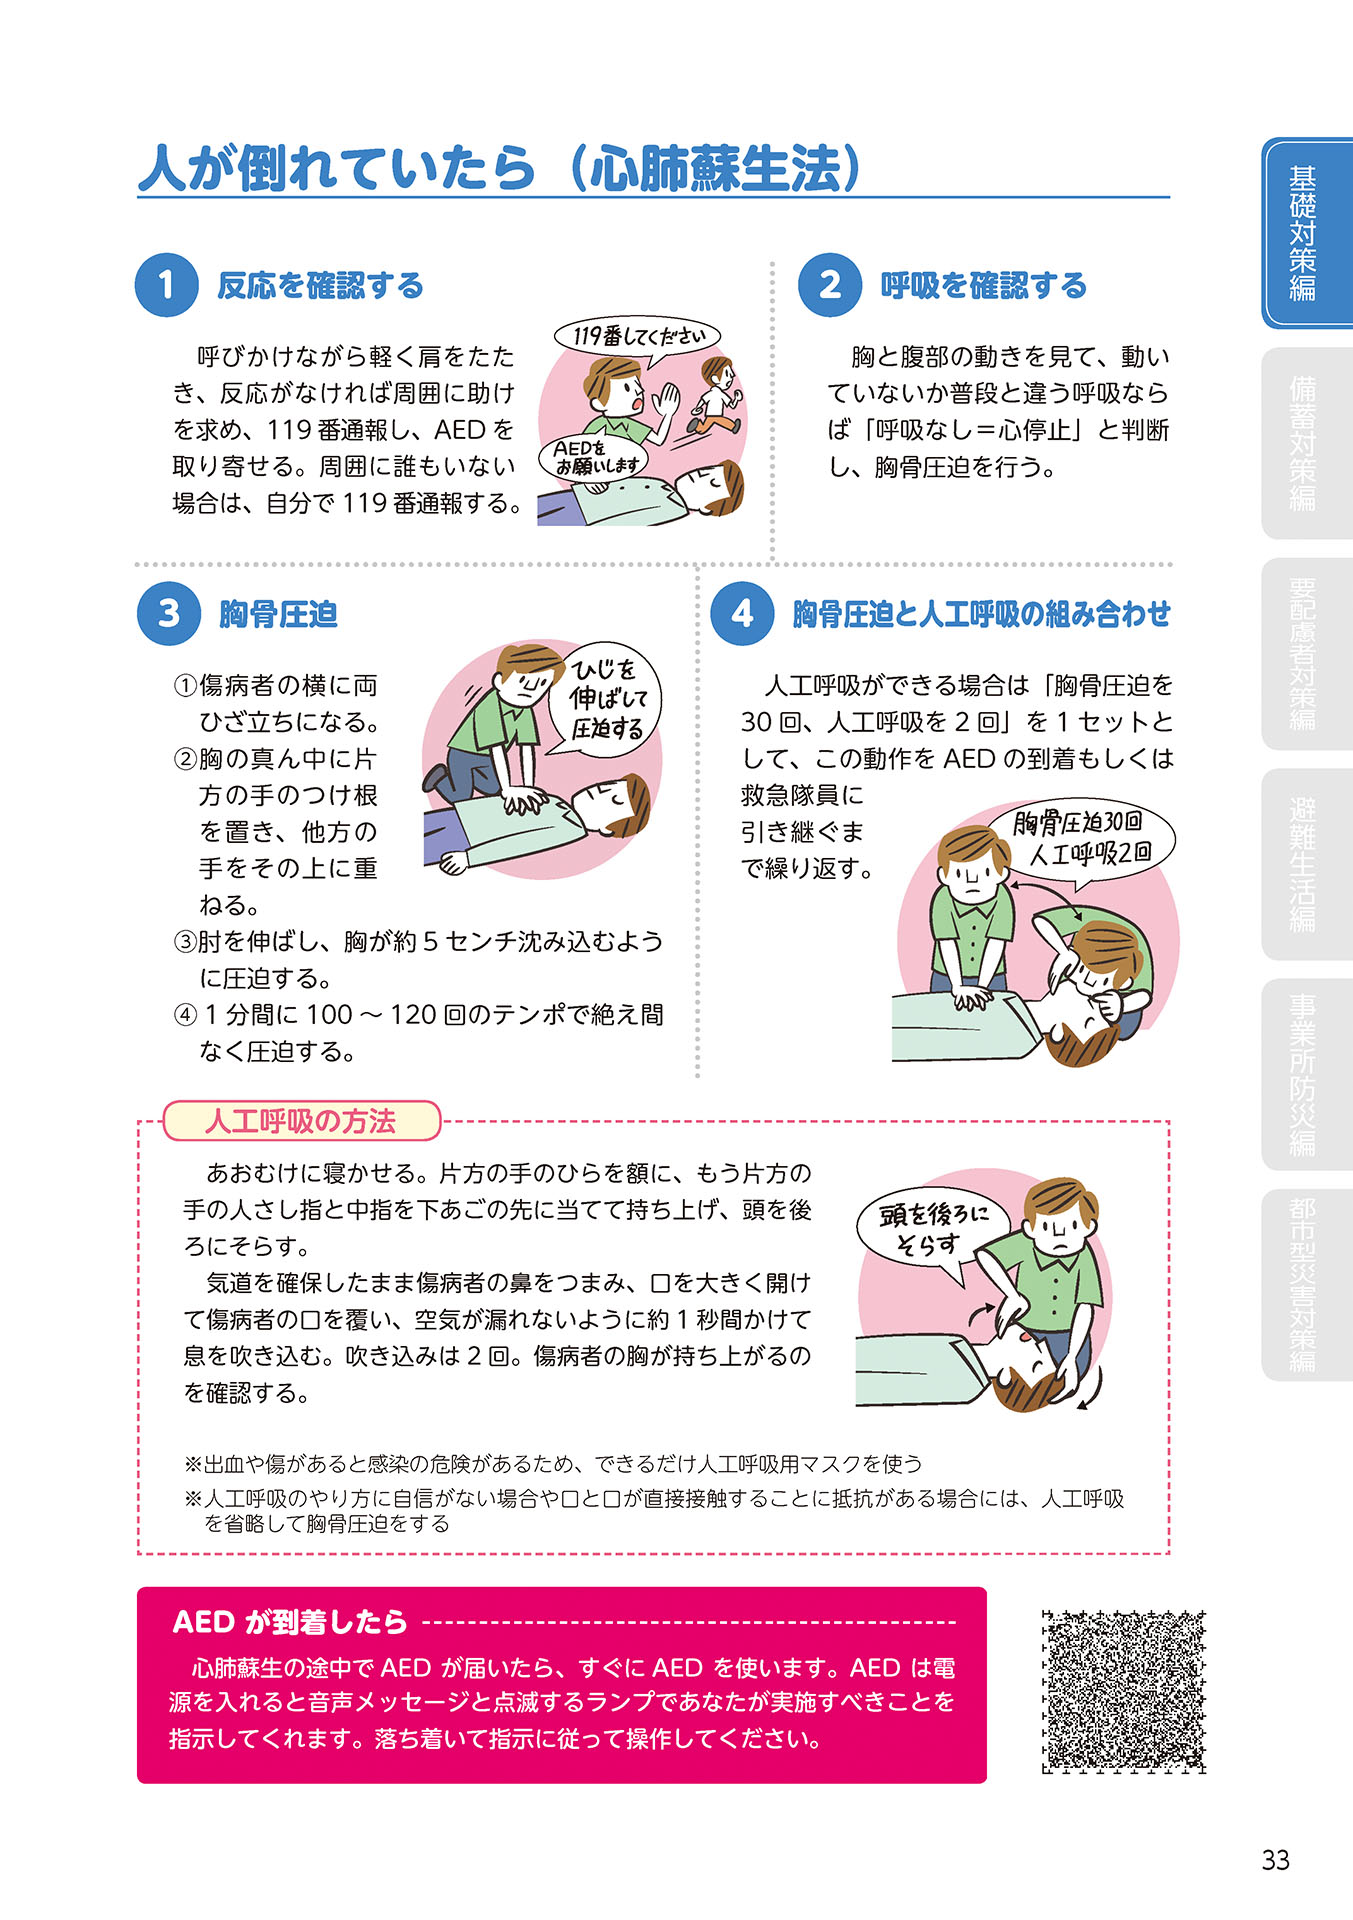 人が倒れていたら（心肺蘇生法）
1 反応を確認する
呼びかけながら軽く肩をたた
き、反応がなければ周囲に助け
を求め、119番通報し、AEDを
取り寄せる。周囲に誰もいない
場合は、自分で119番通報する。
119番してください
AEDを
お願いします
2 呼吸を確認する
胸と腹部の動きを見て、動い
ていないか普段と違う呼吸なら
ば「呼吸なし＝心停止」と判断
し、胸骨圧迫を行う。
3 胸骨圧迫
①傷病者の横に両
ひざ立ちになる。
②胸の真ん中に片
方の手のつけ根
を置き、他方の
手をその上に重
ねる。
③肘を伸ばし、胸が約5センチ沈み込むよう
に圧迫する。
④1分間に100～120回のテンポで絶え間
なく圧迫する。
ひじを
伸ばして
圧迫する
4 胸骨圧迫と人工呼吸の組み合わせ
人工呼吸ができる場合は「胸骨圧迫を
30回、人工呼吸を2回」を1セットと
して、この動作をAEDの到着もしくは
救急隊員に
引き継ぐま
で繰り返す。
胸骨圧迫30回
人工呼吸2回
人工呼吸の方法
あおむけに寝かせる。片方の手のひらを額に、もう片方の
手の人さし指と中指を下あごの先に当てて持ち上げ、頭を後
ろにそらす。
気道を確保したまま傷病者の鼻をつまみ、口を大きく開け
て傷病者の口を覆い、空気が漏れないように約1秒間かけて
息を吹き込む。吹き込みは2回。傷病者の胸が持ち上がるの
を確認する。
頭を後ろに
そらす
※出血や傷があると感染の危険があるため、できるだけ人工呼吸用マスクを使う
※人工呼吸のやり方に自信がない場合や口と口が直接接触することに抵抗がある場合には、人工呼吸
を省略して胸骨圧迫をする
AEDが到着したら
心肺蘇生の途中でAEDが届いたら、すぐにAEDを使います。AEDは電
源を入れると音声メッセージと点滅するランプであなたが実施すべきことを
指示してくれます。落ち着いて指示に従って操作してください。
基礎対策編
備蓄対策編
要配慮者対策編
避難生活編
事業所防災編
都市型災害対策編
33